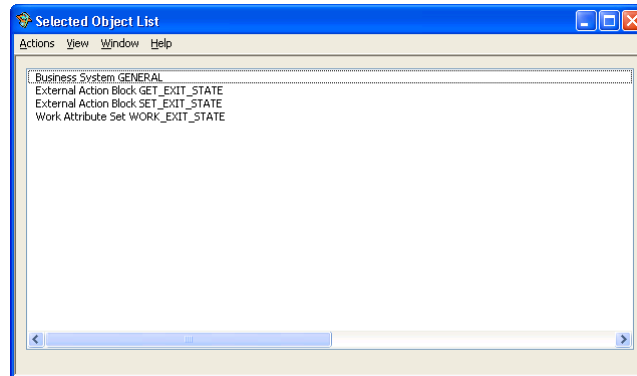 Selected Object List
Actions View Window Help
Business System GENERAL
External Action Block GET_EXIT_STATE
External Action Block SET_EXIT_STATE
Work Attribute Set WORK_EXIT_STATE